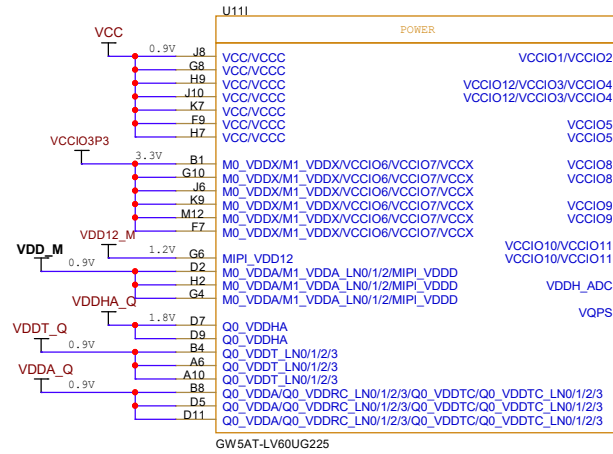 U11I
POWER
VCC
0.9V
J8 VCC/VCCC VCCIO1/VCCIO2
G8 VCC/VCCC
H9 VCC/VCCC VCCIO12/VCCIO3/VCCIO4
J10 VCC/VCCC VCCIO12/VCCIO3/VCCIO4
K7 VCC/VCCC
F9 VCC/VCCC VCCIO5
H7 VCC/VCCC VCCIO5
VCCIO3P3
3.3V
B1 M0_VDDX/M1_VDDX/VCCIO6/VCCIO7/VCCX VCCIO8
G10 M0_VDDX/M1_VDDX/VCCIO6/VCCIO7/VCCX VCCIO8
J6 M0_VDDX/M1_VDDX/VCCIO6/VCCIO7/VCCX
K9 M0_VDDX/M1_VDDX/VCCIO6/VCCIO7/VCCX VCCIO9
M12 M0_VDDX/M1_VDDX/VCCIO6/VCCIO7/VCCX VCCIO9
F7 M0_VDDX/M1_VDDX/VCCIO6/VCCIO7/VCCX
VDD12_M
VCCIO10/VCCIO11
1.2V
G6 MIPI_VDD12 VCCIO10/VCCIO11
VDD_M
0.9V
D2 M0_VDDA/M1_VDDA_LN0/1/2/MIPI_VDDD
H2 M0_VDDA/M1_VDDA_LN0/1/2/MIPI_VDDD VDDH_ADC
G4 M0_VDDA/M1_VDDA_LN0/1/2/MIPI_VDDD
VDDHA_Q
VQPS
1.8V
D7 Q0_VDDHA
D9 Q0_VDDHA
VDDT_Q
0.9V
B4 Q0_VDDT_LN0/1/2/3
A6 Q0_VDDT_LN0/1/2/3
A10 Q0_VDDT_LN0/1/2/3
VDDA_Q
0.9V
B8 Q0_VDDA/Q0_VDDRC_LN0/1/2/3/Q0_VDDTC/Q0_VDDTC_LN0/1/2/3
D5 Q0_VDDA/Q0_VDDRC_LN0/1/2/3/Q0_VDDTC/Q0_VDDTC_LN0/1/2/3
D11 Q0_VDDA/Q0_VDDRC_LN0/1/2/3/Q0_VDDTC/Q0_VDDTC_LN0/1/2/3
GW5AT-LV60UG225